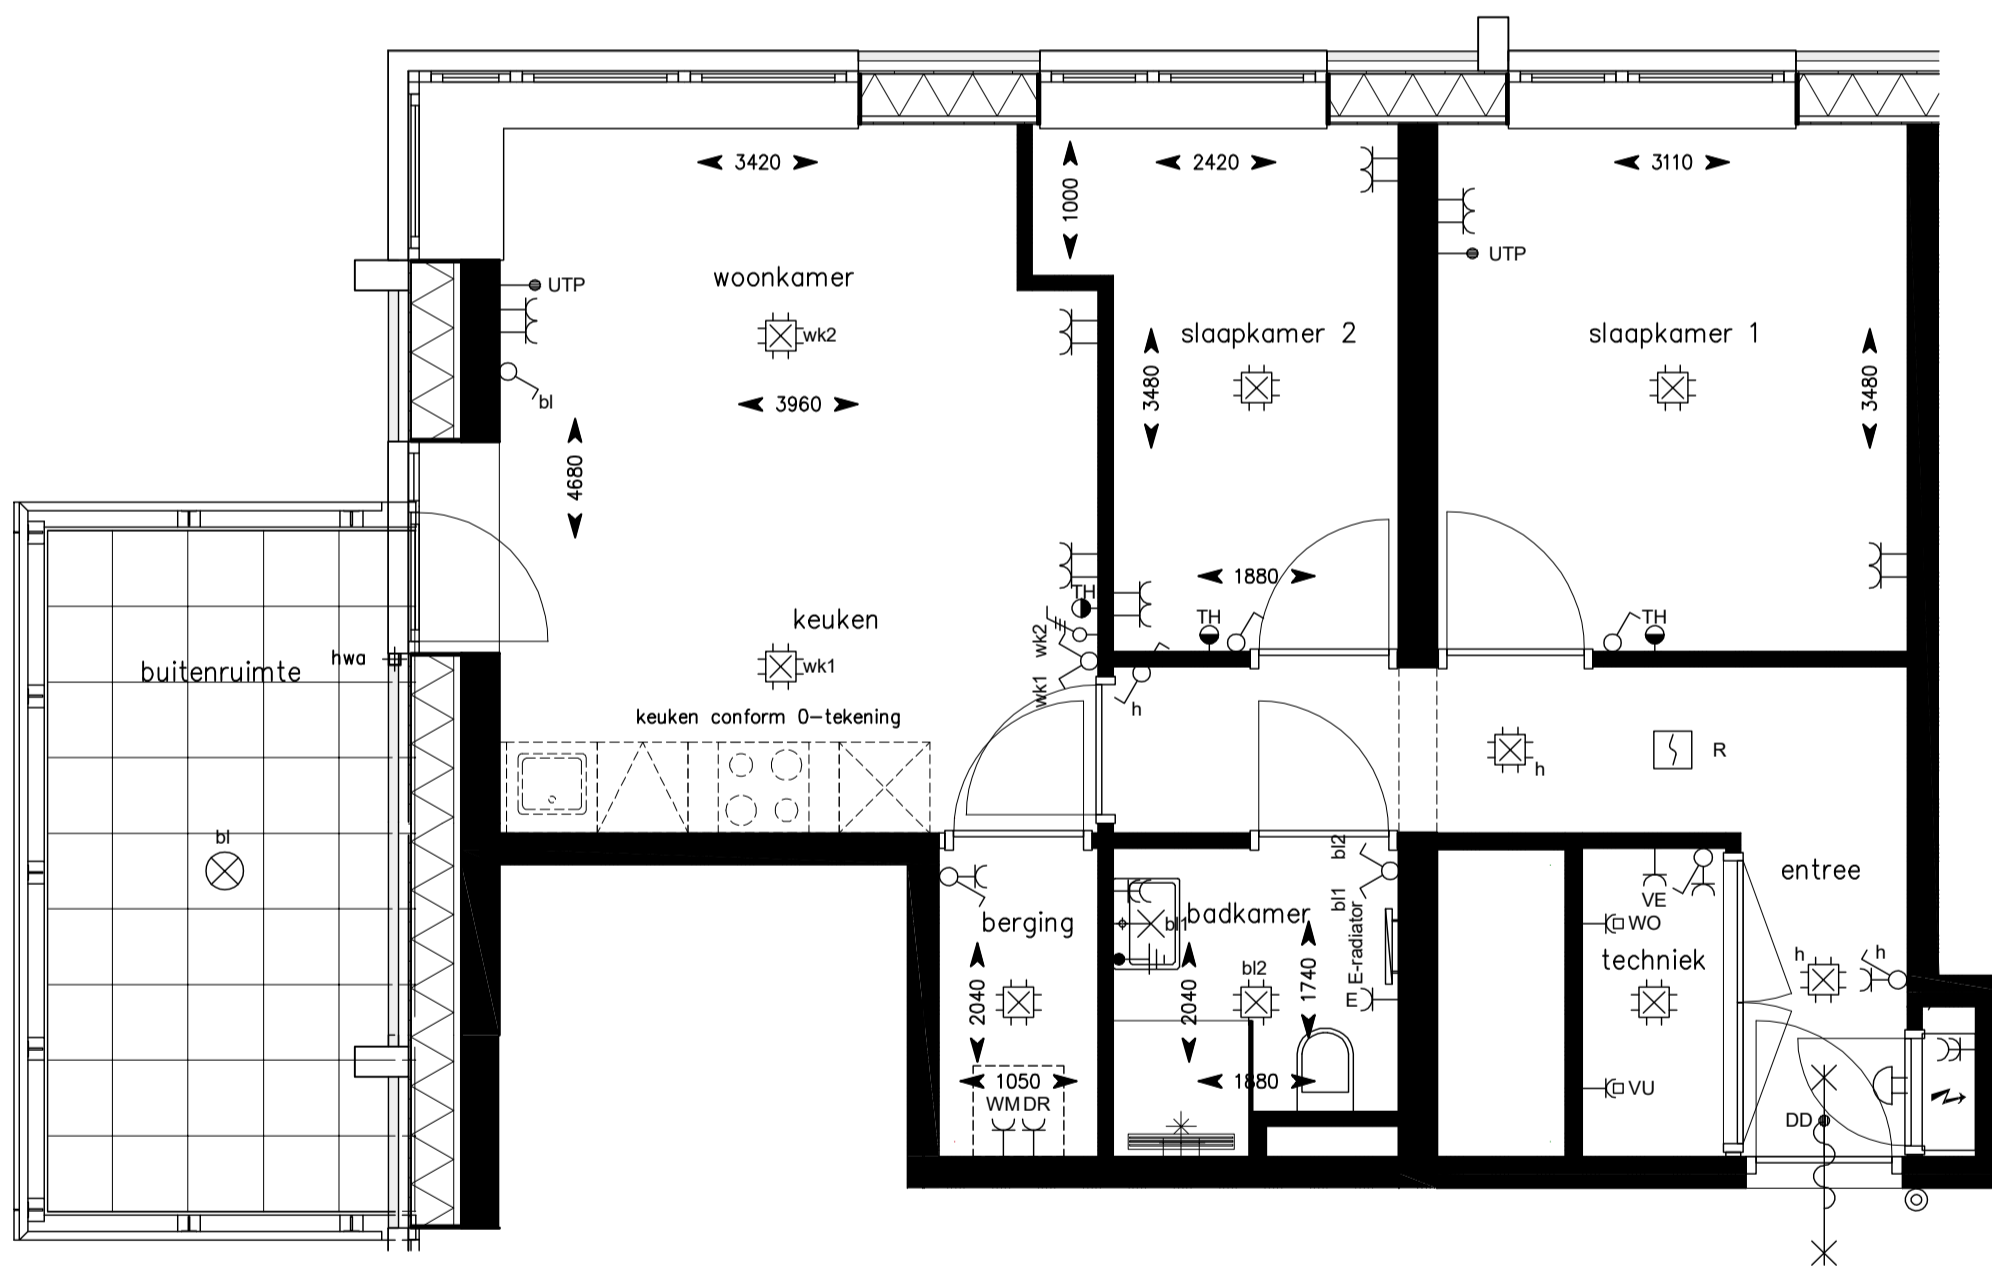 3420
2420
3110
1000
UTP
woonkamer
UTP
wk2
slaapkamer 2
slaapkamer 1
3480
3480
bl
3960
4680
1880
TH
TH
TH
keuken
wk2
wk1
wk1
hwa
buitenruimte
h
keuken conform 0-tekening
h
R
bl
bl2
bl1
entree
VE
WO
berging
bl1
badkamer
E-radiator
techniek
h
h
2040
2040
bl2
1740
E
1050
1880
WM
DR
VU
DD